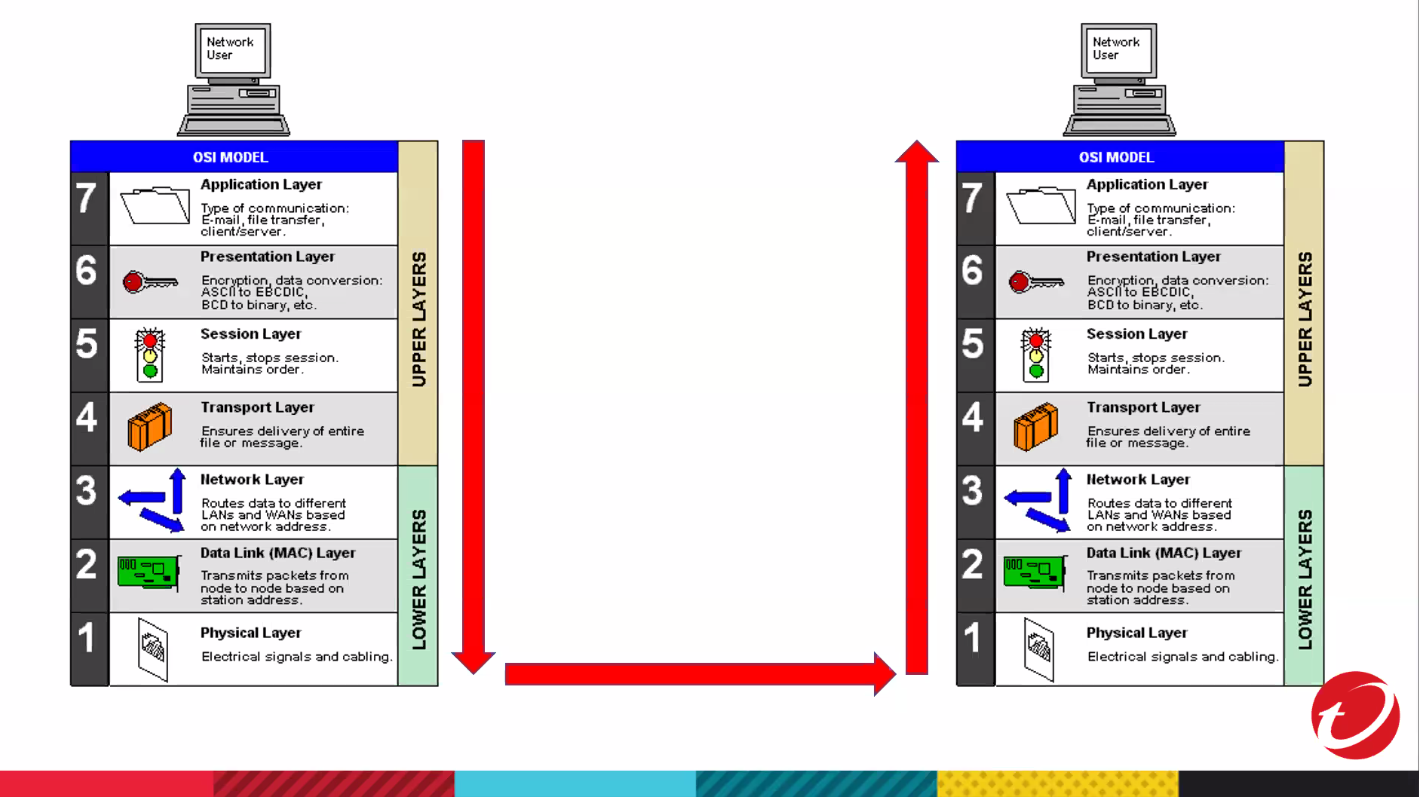 Network
User
OSI MODEL
7
Application Layer
Type of communication:
E-mail, file transfer,
client/server.
6
Presentation Layer
Encryption, data conversion:
ASCII to EBCDIC,
BCD to binary, etc.
5
Session Layer
Starts, stops session.
Maintains order.
4
Transport Layer
Ensures delivery of entire
file or message.
UPPER LAYERS
3
Network Layer
Routes data to different
LANs and WANs based
on network address.
2
Data Link (MAC) Layer
Transmits packets from
node to node based on
station address.
1
Physical Layer
Electrical signals and cabling.
LOWER LAYERS
Network
User
OSI MODEL
7
Application Layer
Type of communication:
E-mail, file transfer,
client/server.
6
Presentation Layer
Encryption, data conversion:
ASCII to EBCDIC,
BCD to binary, etc.
5
Session Layer
Starts, stops session.
Maintains order.
4
Transport Layer
Ensures delivery of entire
file or message.
UPPER LAYERS
3
Network Layer
Routes data to different
LANs and WANs based
on network address.
2
Data Link (MAC) Layer
Transmits packets from
node to node based on
station address.
1
Physical Layer
Electrical signals and cabling.
LOWER LAYERS